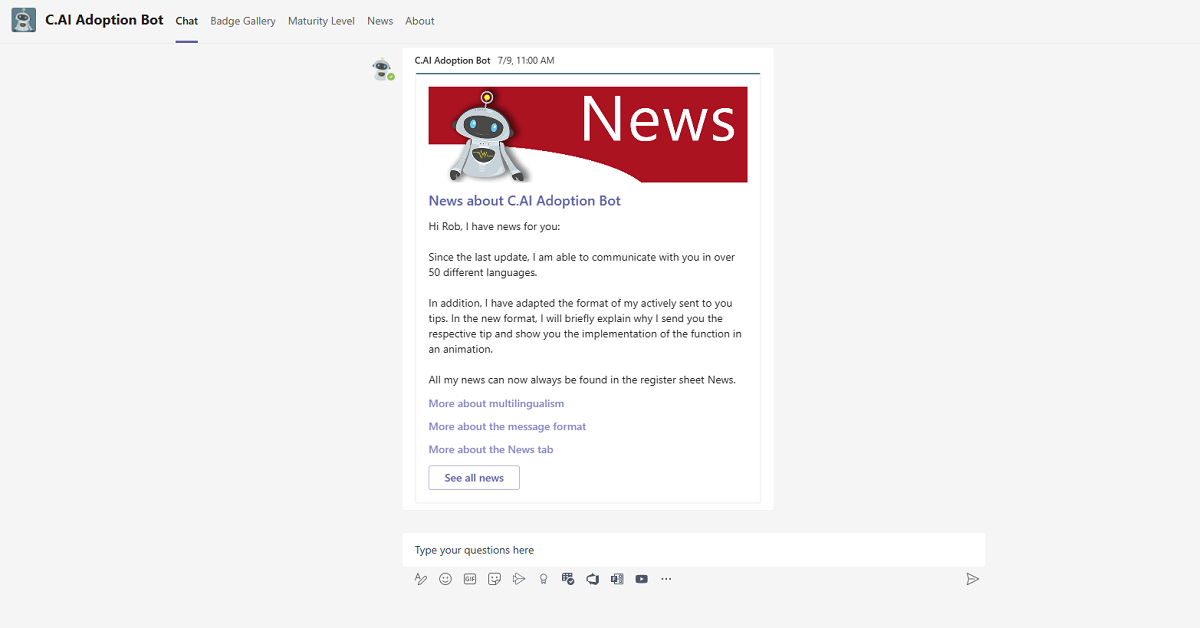 C.AI Adoption Bot Chat Badge Gallery Maturity Level News About
C.AI Adoption Bot 7/9, 11:00 AM
News
News about C.AI Adoption Bot
Hi Rob, I have news for you:
Since the last update, I am able to communicate with you in over
50 different languages.
In addition, I have adapted the format of my actively sent to you
tips. In the new format, I will briefly explain why I send you the
respective tip and show you the implementation of the function in
an animation.
All my news can now always be found in the register sheet News.
More about multilingualism
More about the message format
More about the News tab
See all news
Type your questions here
GIF